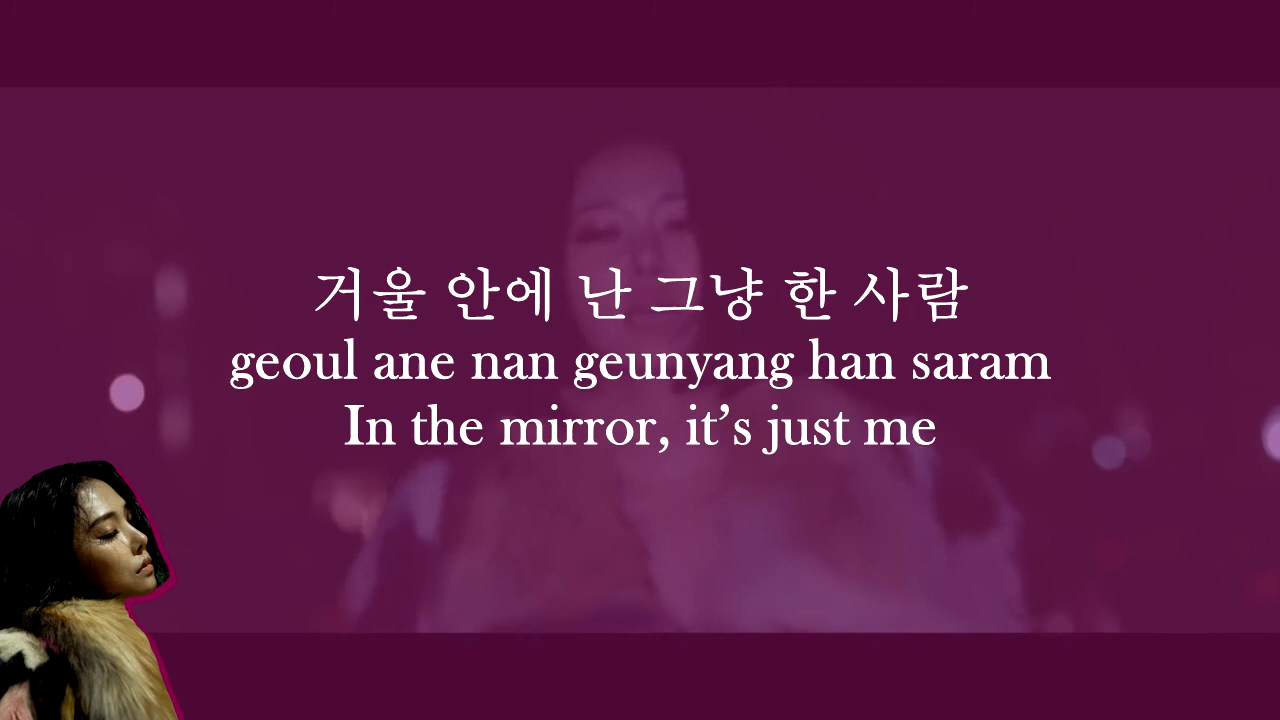 거울 안에 난 그냥 한 사람
geoul ane nan geunyang han saram
In the mirror, it’s just me